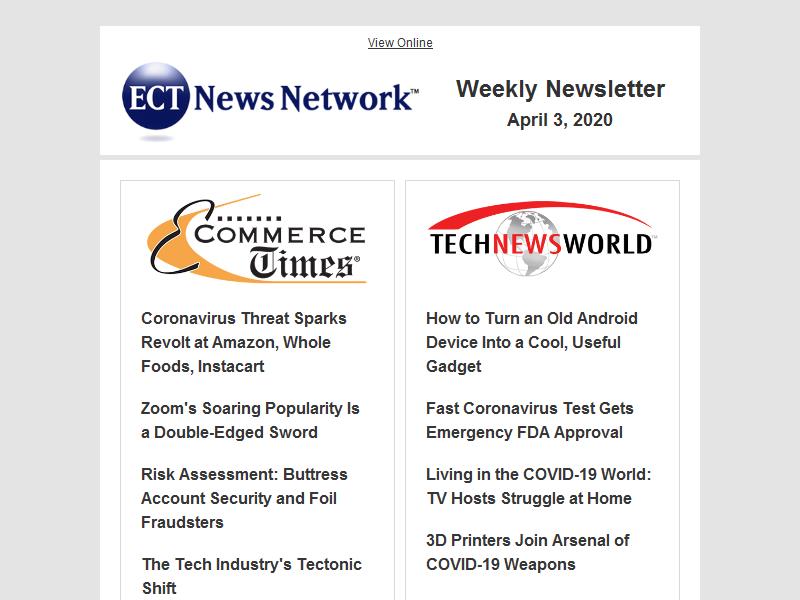 View Online
ECT News Network™
Weekly Newsletter
April 3, 2020
E COMMERCE
Times®
TECHNEWSWORLD™
Coronavirus Threat Sparks
Revolt at Amazon, Whole
Foods, Instacart
Zoom's Soaring Popularity Is
a Double-Edged Sword
Risk Assessment: Buttress
Account Security and Foil
Fraudsters
The Tech Industry's Tectonic
Shift
How to Turn an Old Android
Device Into a Cool, Useful
Gadget
Fast Coronavirus Test Gets
Emergency FDA Approval
Living in the COVID-19 World:
TV Hosts Struggle at Home
3D Printers Join Arsenal of
COVID-19 Weapons